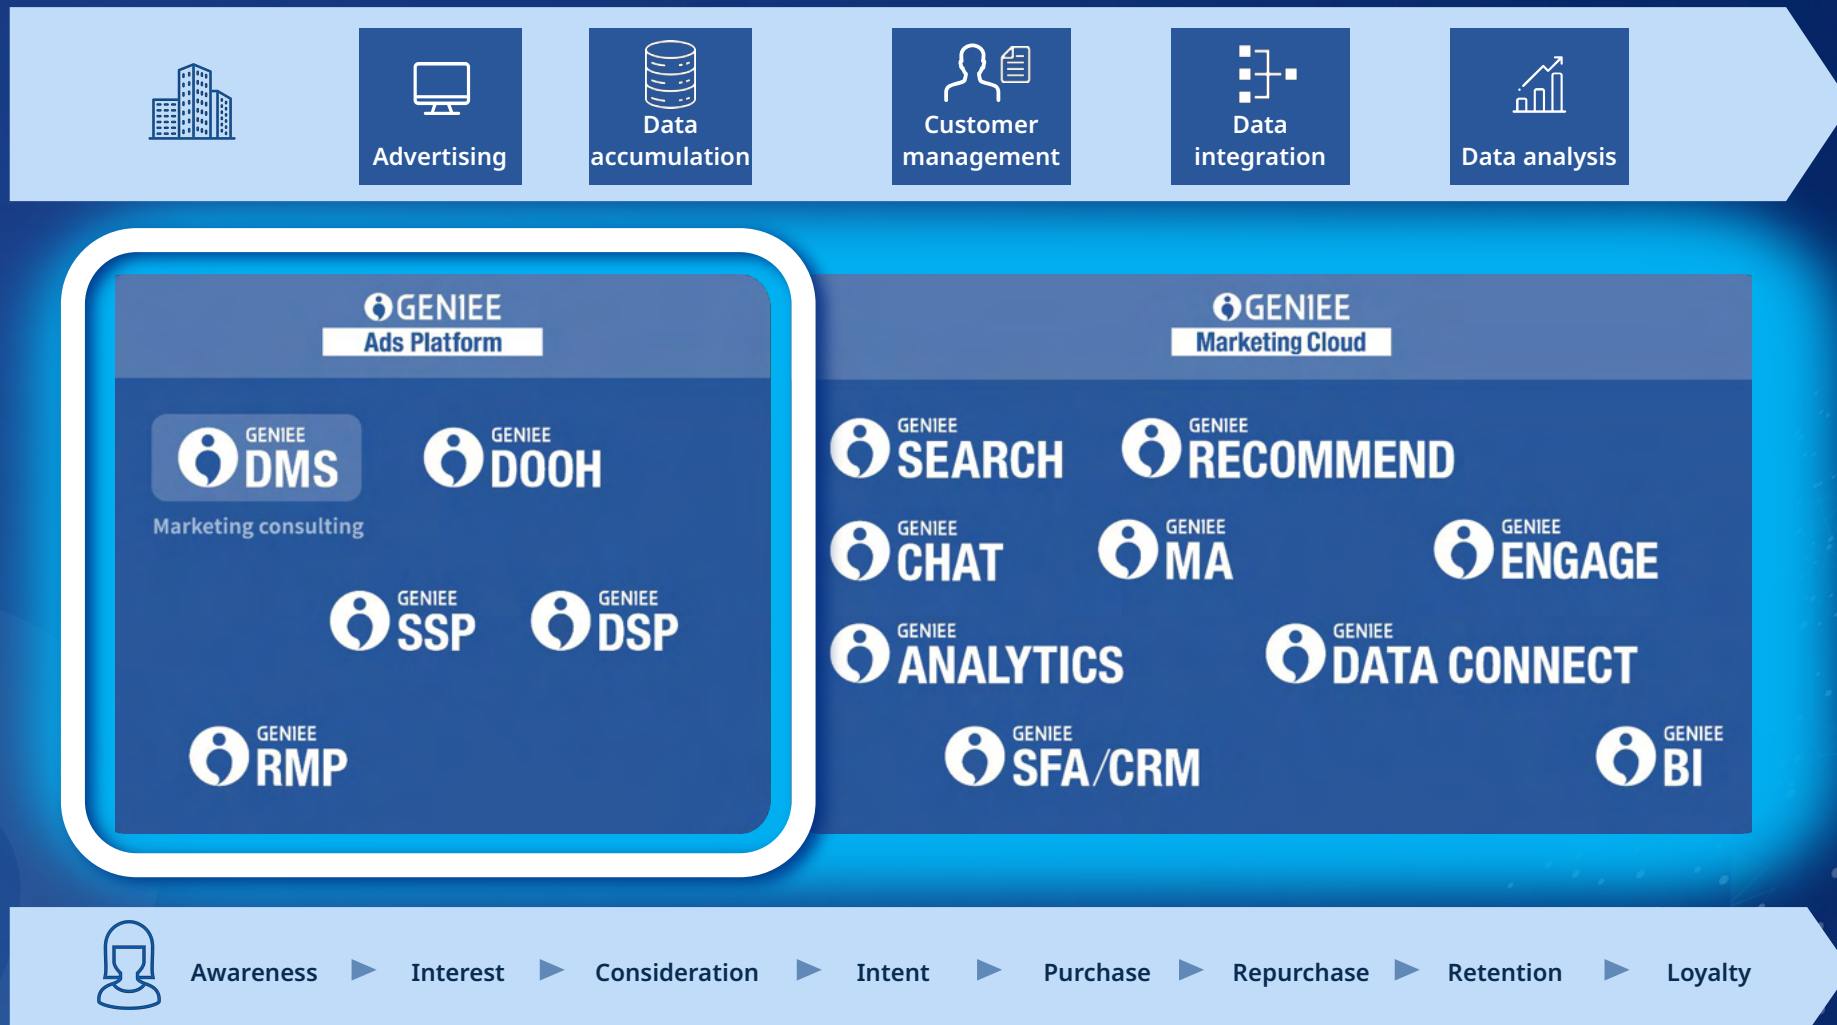 Advertising
Data
accumulation
Customer
management
Data
integration
Data analysis
GENIEE
Ads Platform
GENIEE
Marketing Cloud
GENIEE
DMS
Marketing consulting
GENIEE
DOOH
GENIEE
SSP
GENIEE
DSP
GENIEE
RMP
GENIEE
SEARCH
GENIEE
RECOMMEND
GENIEE
CHAT
GENIEE
MA
GENIEE
ENGAGE
GENIEE
ANALYTICS
GENIEE
DATA CONNECT
GENIEE
SFA/CRM
GENIEE
BI
Awareness
Interest
Consideration
Intent
Purchase
Repurchase
Retention
Loyalty